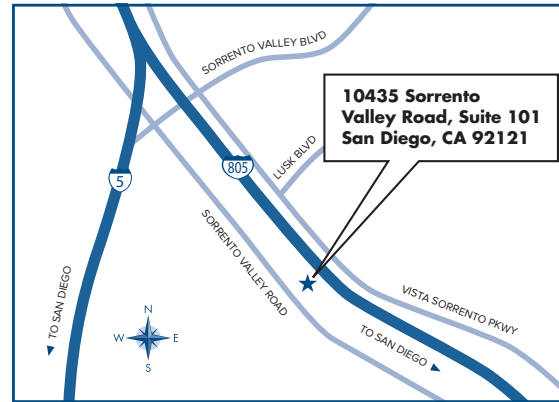 SORRENTO VALLEY BLVD
10435 Sorrento
Valley Road, Suite 101
San Diego, CA 92121
LUSK BLVD
805
5
SORRENTO VALLEY ROAD
TO SAN DIEGO
VISTA SORRENTO PKWY
N
W E
S
TO SAN DIEGO